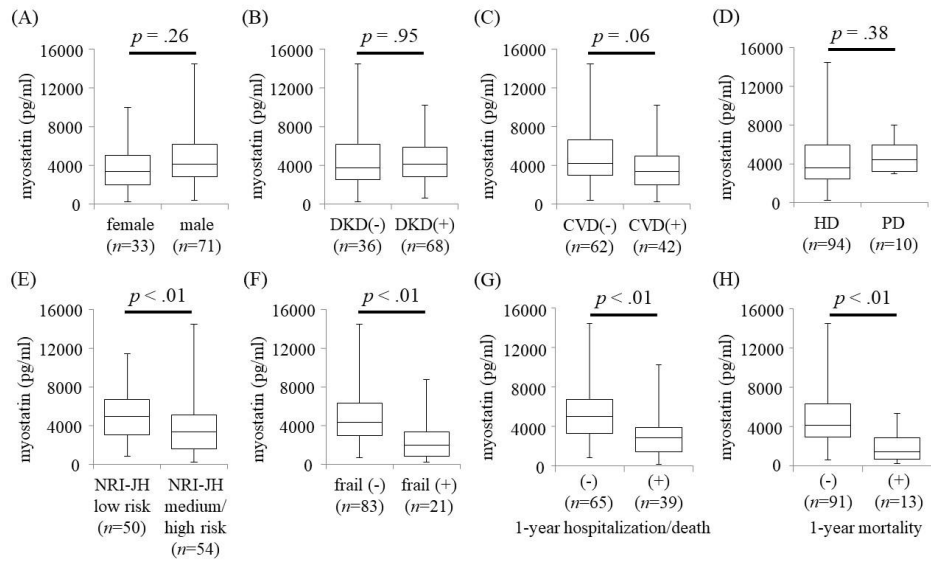 (A)
p = .26
myostatin (pg/ml)
16000
12000
8000
4000
0
female
(n=33)
male
(n=71)
(B)
p = .95
myostatin (pg/ml)
16000
12000
8000
4000
0
DKD(-)
(n=36)
DKD(+)
(n=68)
(C)
p = .06
myostatin (pg/ml)
16000
12000
8000
4000
0
CVD(-)
(n=62)
CVD(+)
(n=42)
(D)
p = .38
myostatin (pg/ml)
16000
12000
8000
4000
0
HD
(n=94)
PD
(n=10)
(E)
p < .01
myostatin (pg/ml)
16000
12000
8000
4000
0
NRI-JH
low risk
(n=50)
NRI-JH
medium/
high risk
(n=54)
(F)
p < .01
myostatin (pg/ml)
16000
12000
8000
4000
0
frail (-)
(n=83)
frail (+)
(n=21)
(G)
p < .01
myostatin (pg/ml)
16000
12000
8000
4000
0
(-)
(n=65)
(+)
(n=39)
1-year hospitalization/death
(H)
p < .01
myostatin (pg/ml)
16000
12000
8000
4000
0
(-)
(n=91)
(+)
(n=13)
1-year mortality